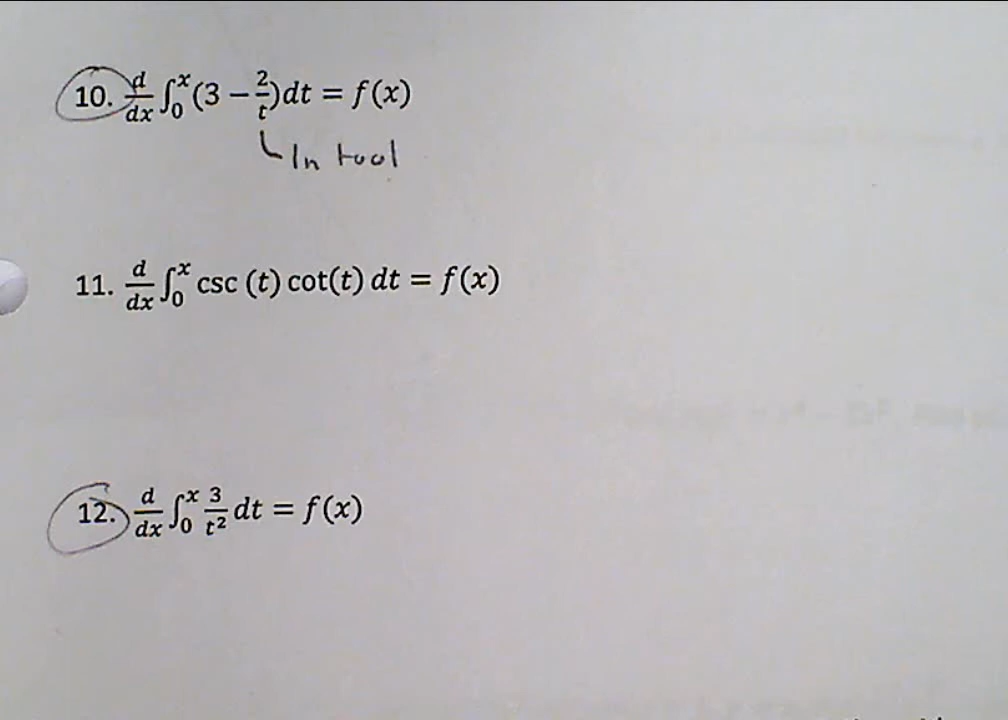 10. d/dx ∫₀ˣ (3 − 2/t)dt = f(x)
ln tool
11. d/dx ∫₀ˣ csc (t) cot(t) dt = f(x)
12. d/dx ∫₀ˣ 3/t² dt = f(x)